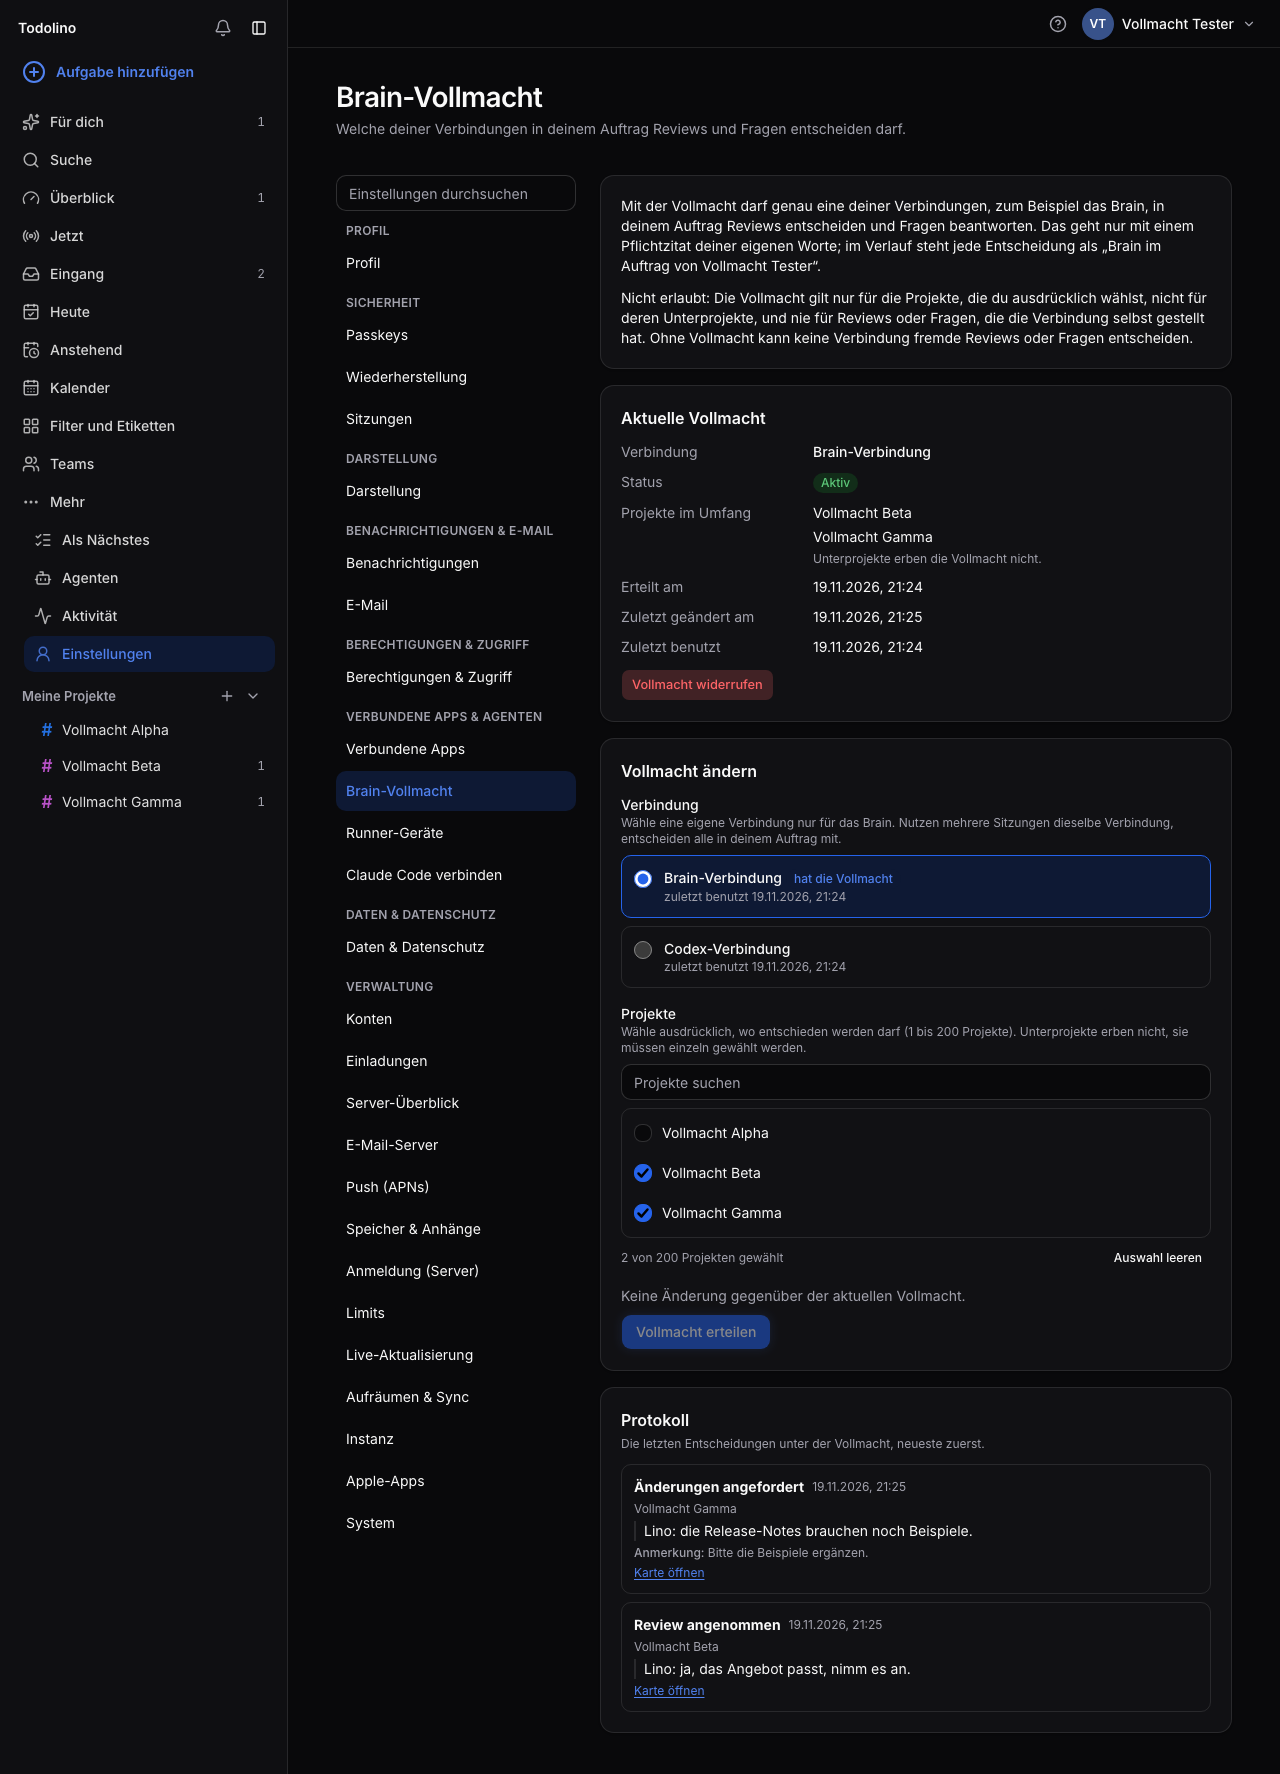 Todolino
Aufgabe hinzufügen
Für dich 1
Suche
Überblick 1
Jetzt
Eingang 2
Heute
Anstehend
Kalender
Filter und Etiketten
Teams
Mehr
Als Nächstes
Agenten
Aktivität
Einstellungen
Meine Projekte
# Vollmacht Alpha
# Vollmacht Beta 1
# Vollmacht Gamma 1
VT Vollmacht Tester
Brain-Vollmacht
Welche deiner Verbindungen in deinem Auftrag Reviews und Fragen entscheiden darf.
Einstellungen durchsuchen
PROFIL
Profil
SICHERHEIT
Passkeys
Wiederherstellung
Sitzungen
DARSTELLUNG
Darstellung
BENACHRICHTIGUNGEN & E-MAIL
Benachrichtigungen
E-Mail
BERECHTIGUNGEN & ZUGRIFF
Berechtigungen & Zugriff
VERBUNDENE APPS & AGENTEN
Verbundene Apps
Brain-Vollmacht
Runner-Geräte
Claude Code verbinden
DATEN & DATENSCHUTZ
Daten & Datenschutz
VERWALTUNG
Konten
Einladungen
Server-Überblick
E-Mail-Server
Push (APNs)
Speicher & Anhänge
Anmeldung (Server)
Limits
Live-Aktualisierung
Aufräumen & Sync
Instanz
Apple-Apps
System
Mit der Vollmacht darf genau eine deiner Verbindungen, zum Beispiel das Brain, in
deinem Auftrag Reviews entscheiden und Fragen beantworten. Das geht nur mit einem
Pflichtzitat deiner eigenen Worte; im Verlauf steht jede Entscheidung als „Brain im
Auftrag von Vollmacht Tester“.
Nicht erlaubt: Die Vollmacht gilt nur für die Projekte, die du ausdrücklich wählst, nicht für
deren Unterprojekte, und nie für Reviews oder Fragen, die die Verbindung selbst gestellt
hat. Ohne Vollmacht kann keine Verbindung fremde Reviews oder Fragen entscheiden.
Aktuelle Vollmacht
Verbindung Brain-Verbindung
Status Aktiv
Projekte im Umfang Vollmacht Beta
Vollmacht Gamma
Unterprojekte erben die Vollmacht nicht.
Erteilt am 19.11.2026, 21:24
Zuletzt geändert am 19.11.2026, 21:25
Zuletzt benutzt 19.11.2026, 21:24
Vollmacht widerrufen
Vollmacht ändern
Verbindung
Wähle eine eigene Verbindung nur für das Brain. Nutzen mehrere Sitzungen dieselbe Verbindung,
entscheiden alle in deinem Auftrag mit.
Brain-Verbindung hat die Vollmacht
zuletzt benutzt 19.11.2026, 21:24
Codex-Verbindung
zuletzt benutzt 19.11.2026, 21:24
Projekte
Wähle ausdrücklich, wo entschieden werden darf (1 bis 200 Projekte). Unterprojekte erben nicht, sie
müssen einzeln gewählt werden.
Projekte suchen
Vollmacht Alpha
Vollmacht Beta
Vollmacht Gamma
2 von 200 Projekten gewählt Auswahl leeren
Keine Änderung gegenüber der aktuellen Vollmacht.
Vollmacht erteilen
Protokoll
Die letzten Entscheidungen unter der Vollmacht, neueste zuerst.
Änderungen angefordert 19.11.2026, 21:25
Vollmacht Gamma
Lino: die Release-Notes brauchen noch Beispiele.
Anmerkung: Bitte die Beispiele ergänzen.
Karte öffnen
Review angenommen 19.11.2026, 21:25
Vollmacht Beta
Lino: ja, das Angebot passt, nimm es an.
Karte öffnen